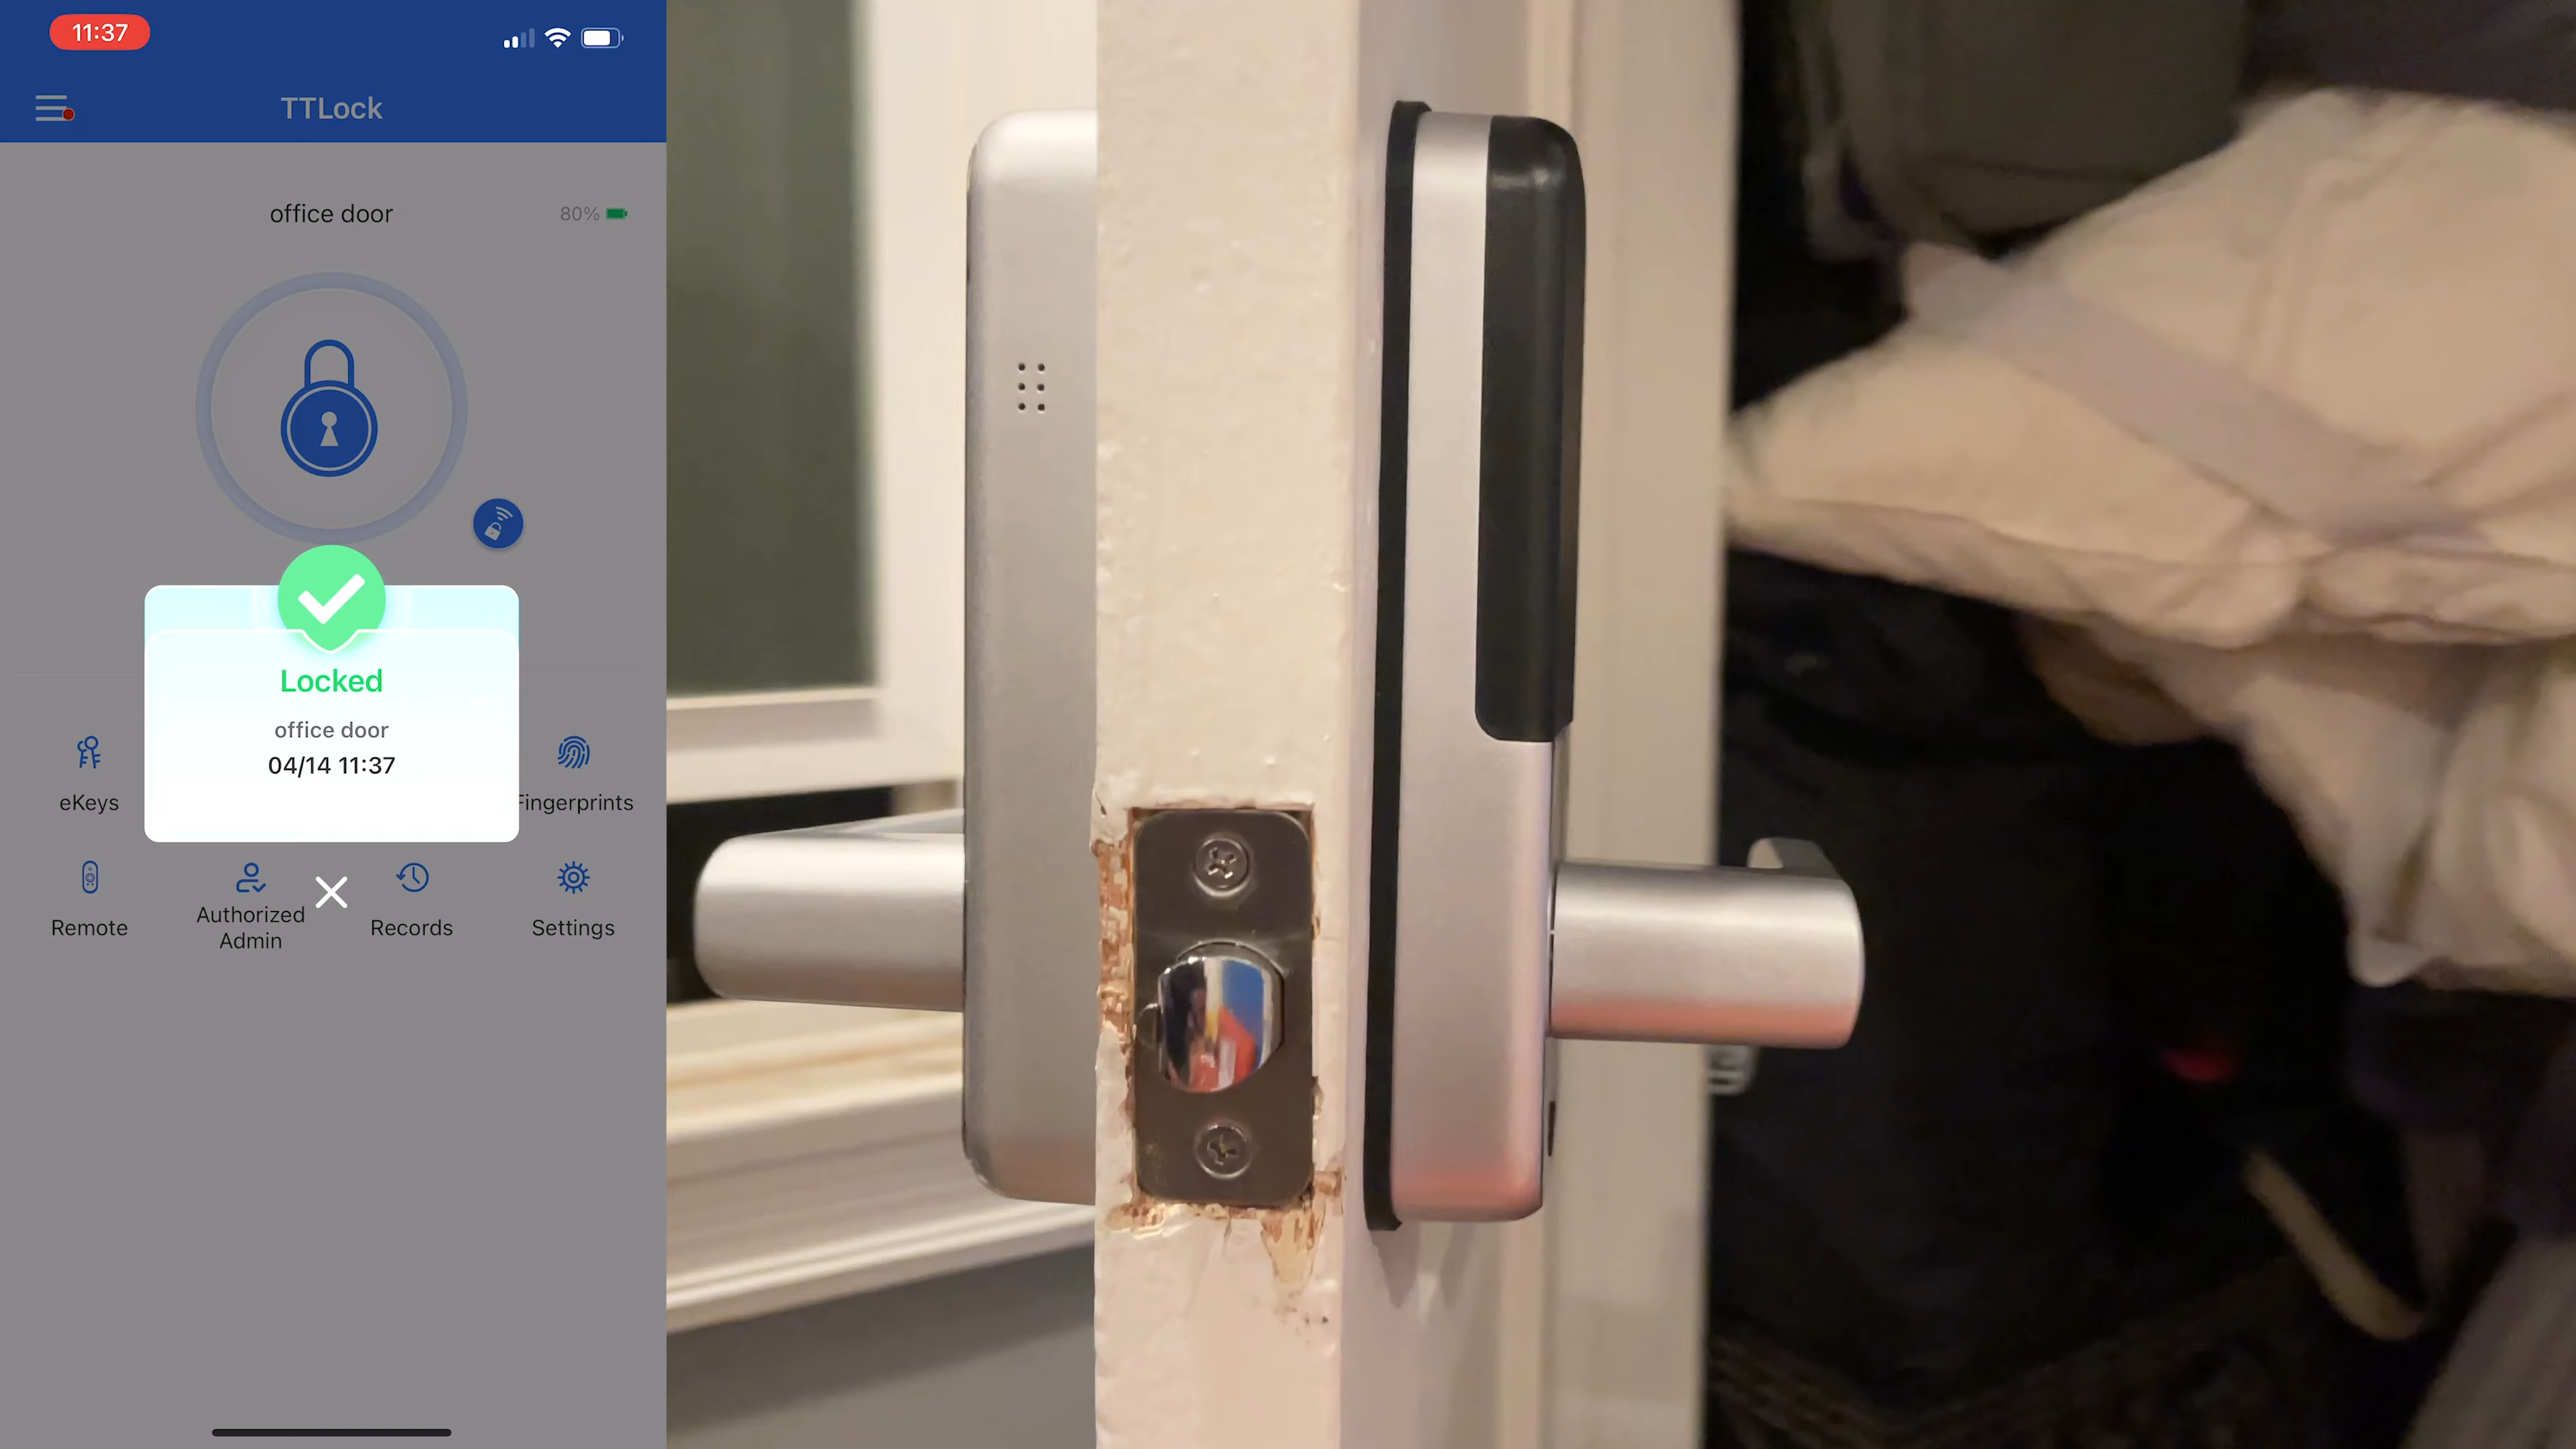 11:37
TTLock
office door
80%
Locked
office door
04/14 11:37
eKeys
Fingerprints
Remote
Authorized
Admin
Records
Settings